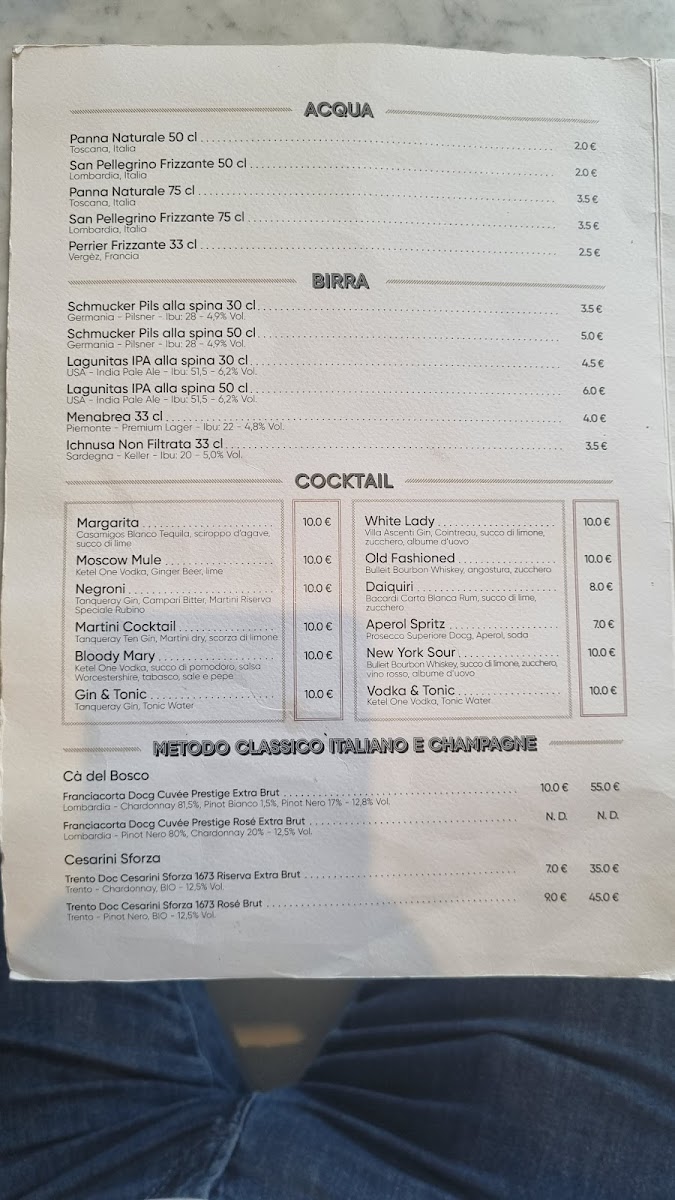 ACQUA
Panna Naturale 50 cl 2.0 €
Toscana, Italia
San Pellegrino Frizzante 50 cl 2.0 €
Lombardia, Italia
Panna Naturale 75 cl 3.5 €
Toscana, Italia
San Pellegrino Frizzante 75 cl 3.5 €
Lombardia, Italia
Perrier Frizzante 33 cl 2.5 €
Vergèz, Francia
BIRRA
Schmucker Pils alla spina 30 cl 3.5 €
Germania - Pilsner - Ibu: 28 - 4,9% Vol.
Schmucker Pils alla spina 50 cl 5.0 €
Germania - Pilsner - Ibu: 28 - 4,9% Vol.
Lagunitas IPA alla spina 30 cl 4.5 €
USA - India Pale Ale - Ibu: 51,5 - 6,2% Vol.
Lagunitas IPA alla spina 50 cl 6.0 €
USA - India Pale Ale - Ibu: 51,5 - 6,2% Vol.
Menabrea 33 cl 4.0 €
Piemonte - Premium Lager - Ibu: 22 - 4,8% Vol.
Ichnusa Non Filtrata 33 cl 3.5 €
Sardegna - Keller - Ibu: 20 - 5,0% Vol.
COCKTAIL
Margarita 10.0 €
Casamigos Blanco Tequila, sciroppo d'agave,
succo di lime
Moscow Mule 10.0 €
Ketel One Vodka, Ginger Beer, lime
Negroni 10.0 €
Tanqueray Gin, Campari Bitter, Martini Riserva
Speciale Rubino
Martini Cocktail 10.0 €
Tanqueray Ten Gin, Martini dry, scorza di limone
Bloody Mary 10.0 €
Ketel One Vodka, succo di pomodoro, salsa
Worcestershire, tabasco, sale e pepe
Gin & Tonic 10.0 €
Tanqueray Gin, Tonic Water
White Lady 10.0 €
Villa Ascenti Gin, Cointreau, succo di limone,
zucchero, albume d'uovo
Old Fashioned 10.0 €
Bulleit Bourbon Whiskey, angostura, zucchero
Daiquiri 8.0 €
Bacardi Carta Blanca Rum, succo di lime,
zucchero
Aperol Spritz 7.0 €
Prosecco Superiore Docg, Aperol, soda
New York Sour 10.0 €
Bulleit Bourbon Whiskey, succo di limone, zucchero,
vino rosso, albume d'uovo
Vodka & Tonic 10.0 €
Ketel One Vodka, Tonic Water
METODO CLASSICO ITALIANO E CHAMPAGNE
Cà del Bosco
Franciacorta Docg Cuvée Prestige Extra Brut 10.0 € 55.0 €
Lombardia - Chardonnay 81,5%, Pinot Bianco 1,5%, Pinot Nero 17% - 12,8% Vol.
Franciacorta Docg Cuvée Prestige Rosé Extra Brut N. D. N. D.
Lombardia - Pinot Nero 80%, Chardonnay 20% - 12,5% Vol.
Cesarini Sforza
Trento Doc Cesarini Sforza 1673 Riserva Extra Brut 7.0 € 35.0 €
Trento - Chardonnay, BIO - 12,5% Vol.
Trento Doc Cesarini Sforza 1673 Rosé Brut 9.0 € 45.0 €
Trento - Pinot Nero, BIO - 12,5% Vol.